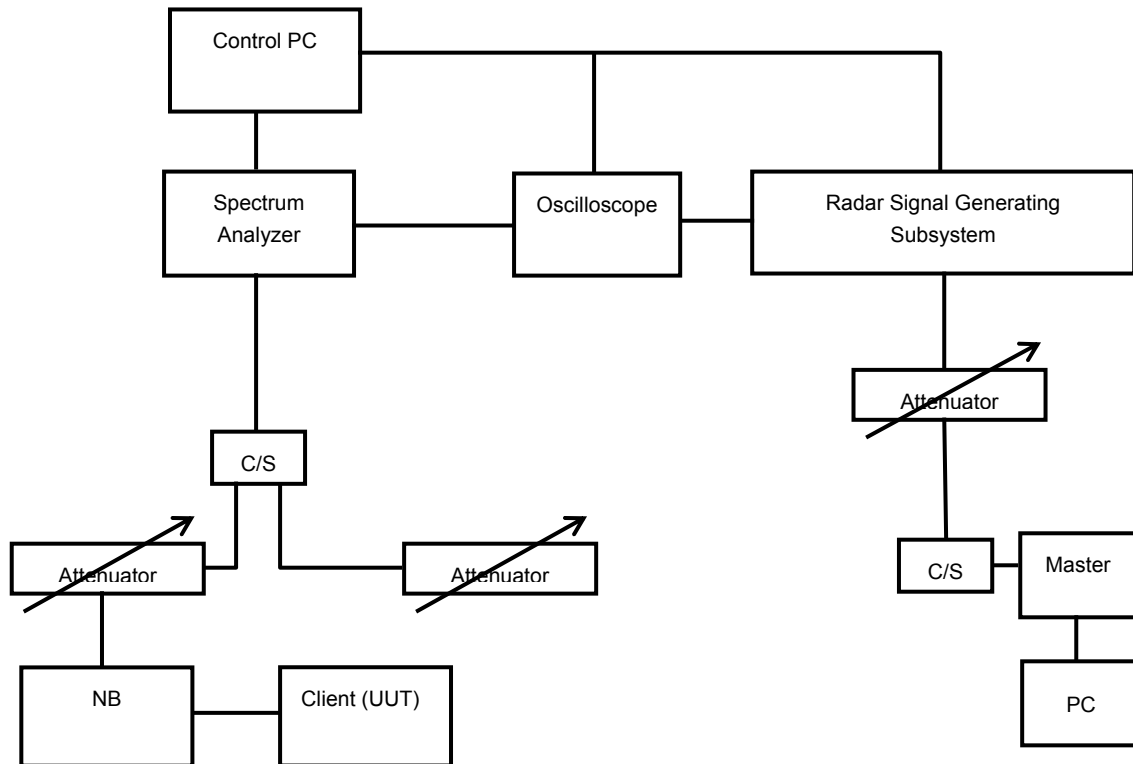 Control PC
Spectrum
Analyzer
Oscilloscope
Radar Signal Generating
Subsystem
Attenuator
C/S
Attenuator
Attenuator
C/S
Master
NB
Client (UUT)
PC